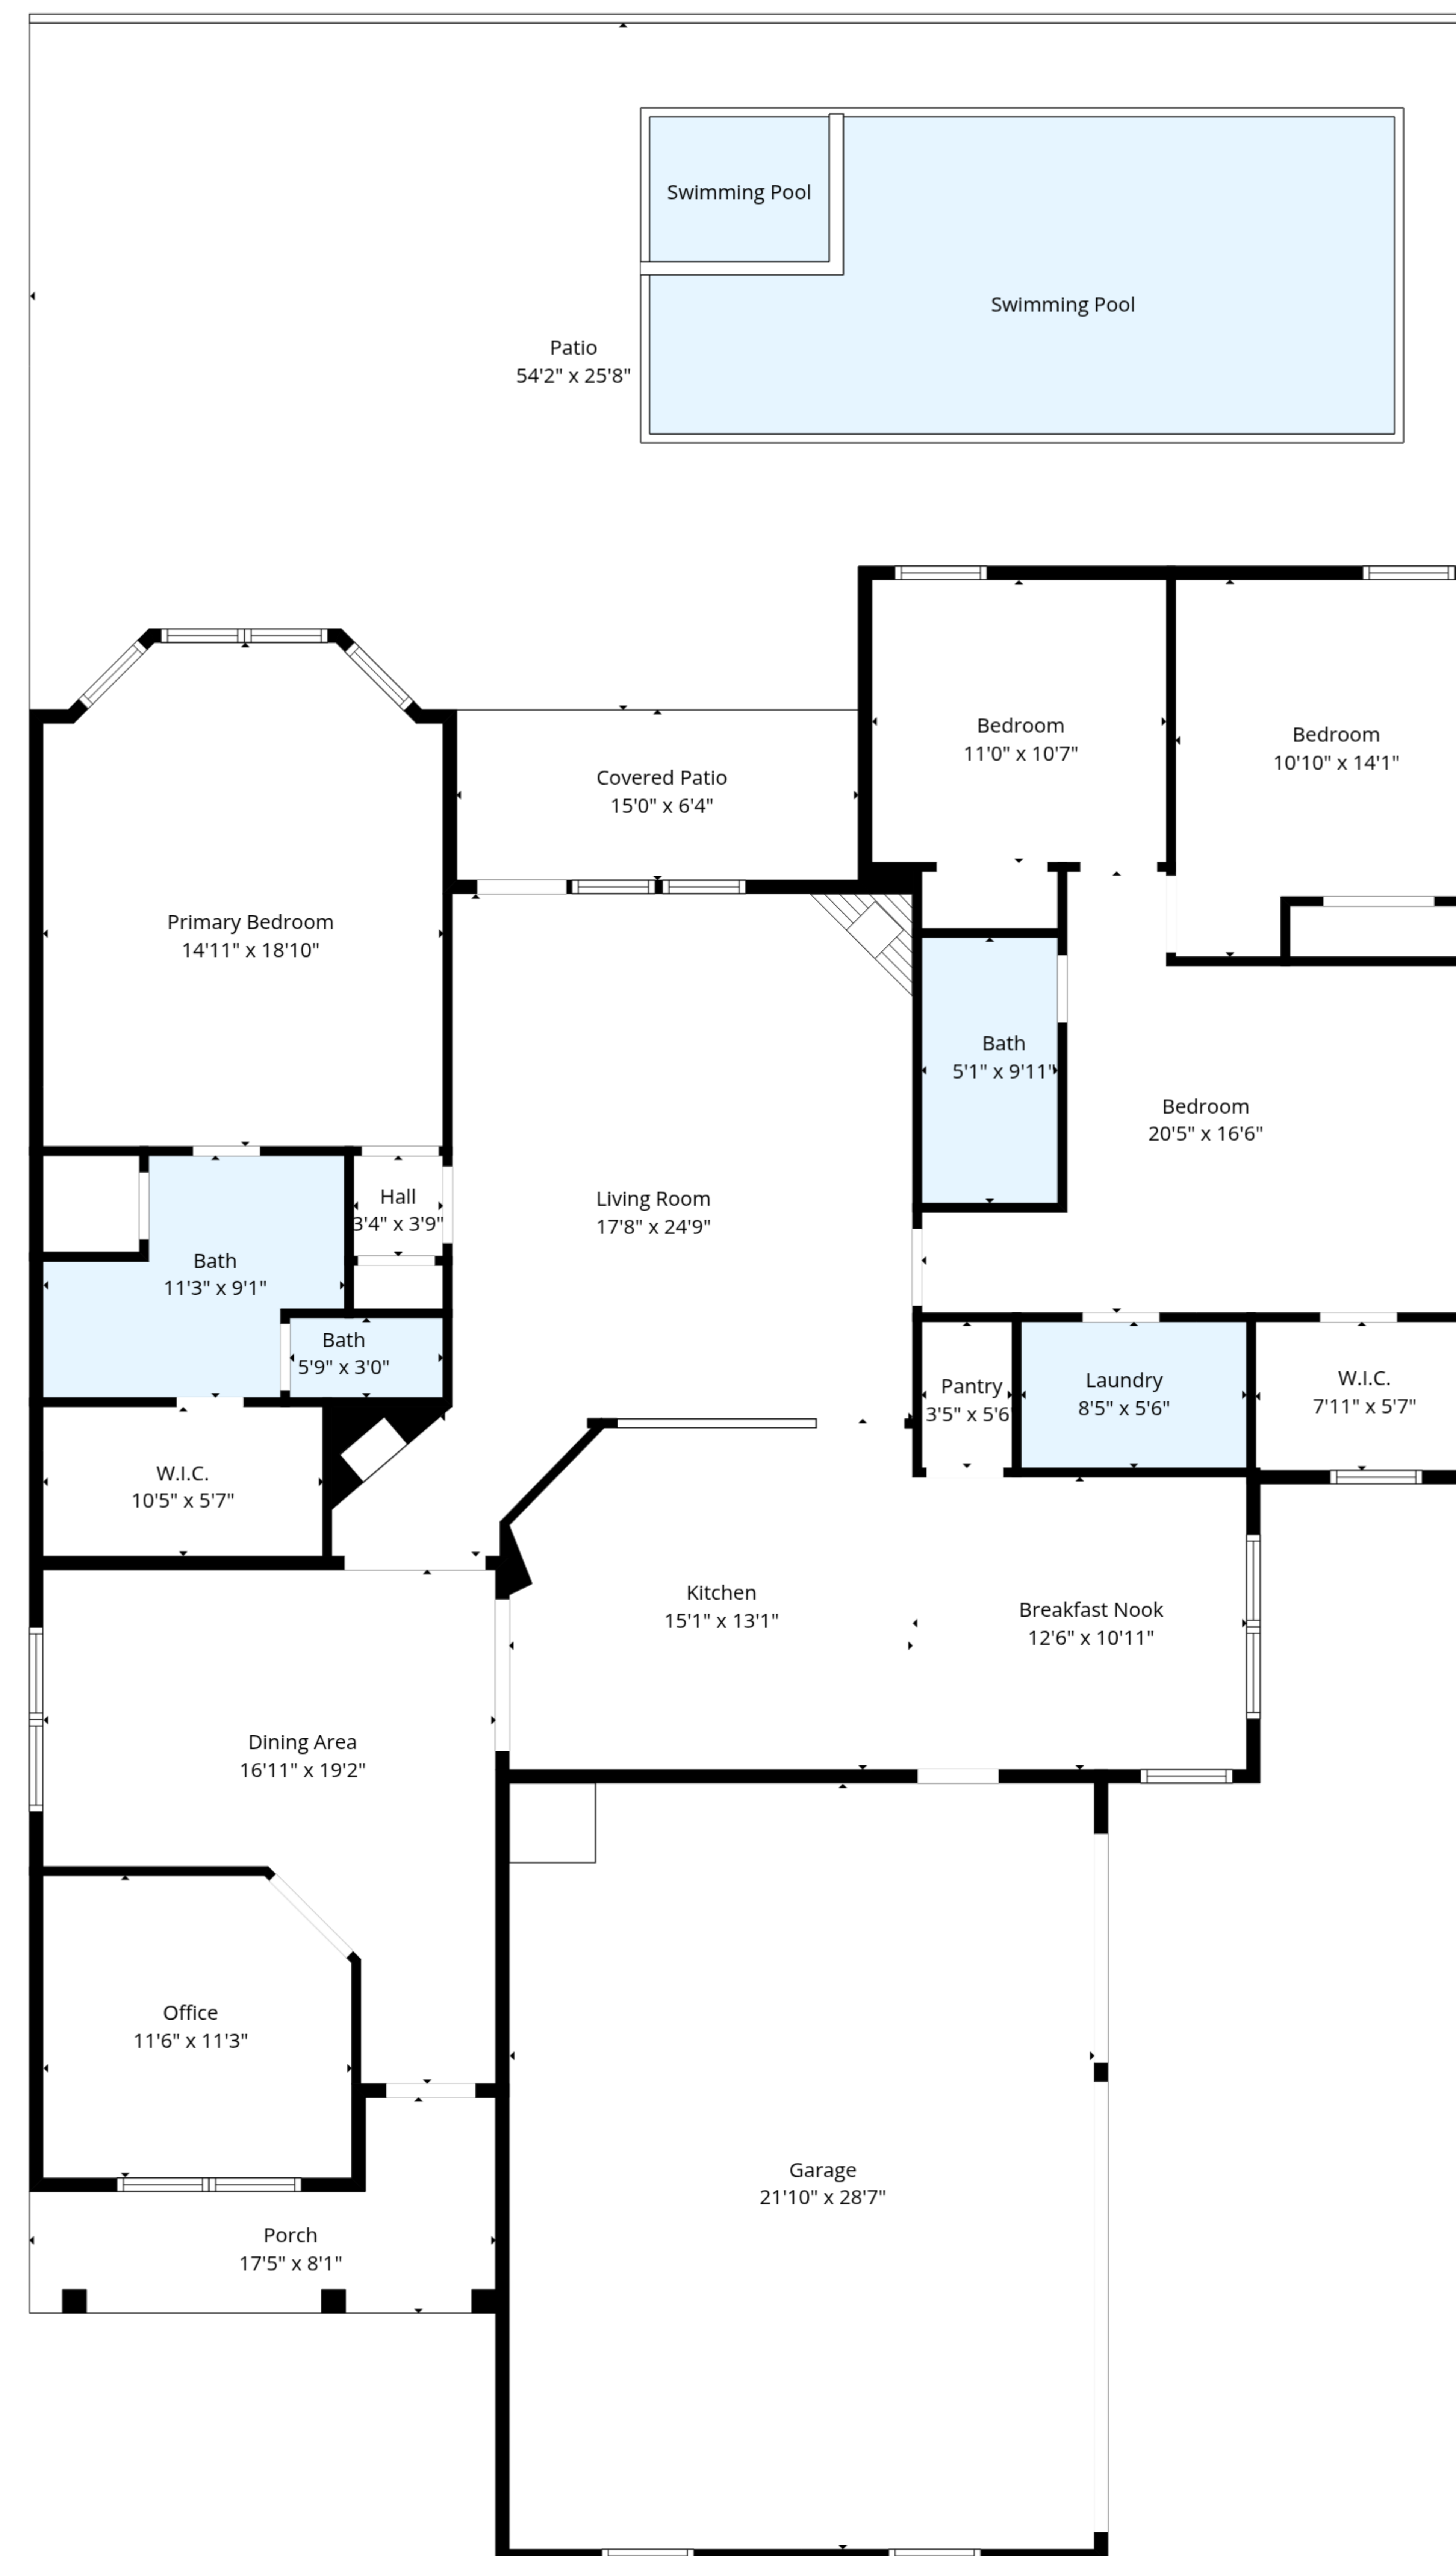 Swimming Pool
Swimming Pool
Patio
54'2" x 25'8"
Bedroom
11'0" x 10'7"
Bedroom
10'10" x 14'1"
Covered Patio
15'0" x 6'4"
Primary Bedroom
14'11" x 18'10"
Bath
5'1" x 9'11"
Bedroom
20'5" x 16'6"
Hall
3'4" x 3'9"
Living Room
17'8" x 24'9"
Bath
11'3" x 9'1"
Bath
5'9" x 3'0"
Pantry
3'5" x 5'6
Laundry
8'5" x 5'6"
W.I.C.
7'11" x 5'7"
W.I.C.
10'5" x 5'7"
Kitchen
15'1" x 13'1"
Breakfast Nook
12'6" x 10'11"
Dining Area
16'11" x 19'2"
Office
11'6" x 11'3"
Garage
21'10" x 28'7"
Porch
17'5" x 8'1"